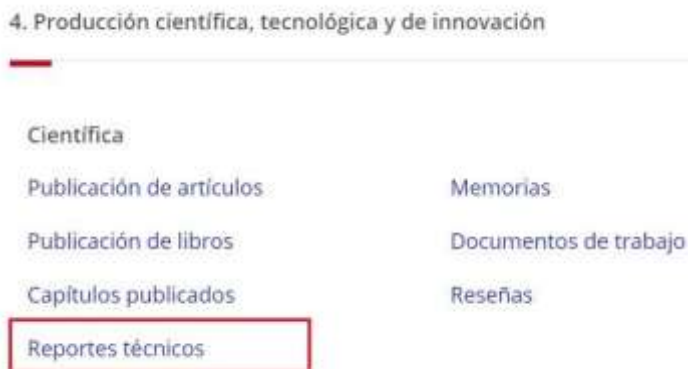 4. Producción científica, tecnológica y de innovación
Científica
Publicación de artículos
Memorias
Publicación de libros
Documentos de trabajo
Capítulos publicados
Reseñas
Reportes técnicos